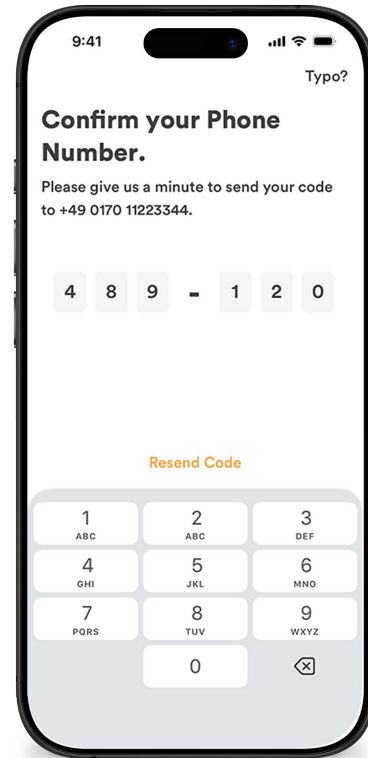 9:41
Typo?
Confirm your Phone
Number.
Please give us a minute to send your code
to +49 0170 11223344.
4 8 9 - 1 2 0
Resend Code
1 2 3
ABC ABC DEF
4 5 6
GHI JKL MNO
7 8 9
PQRS TUV WXYZ
0